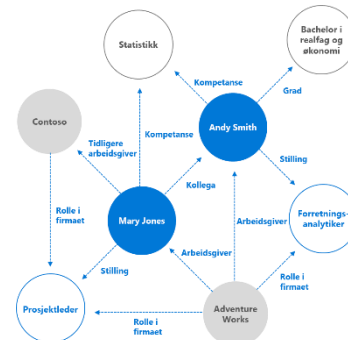 Bachelor i
realfag og
økonomi
Statistikk
Kompetanse
Grad
Contoso
Tidligere
arbeidsgiver
Kompetanse
Andy Smith
Stilling
Kollega
Rolle i
firmaet
Mary Jones
Arbeidsgiver
Forretnings-
analytiker
Arbeidsgiver
Stilling
Rolle i
firmaet
Prosjektleder
Adventure
Works
Rolle i
firmaet